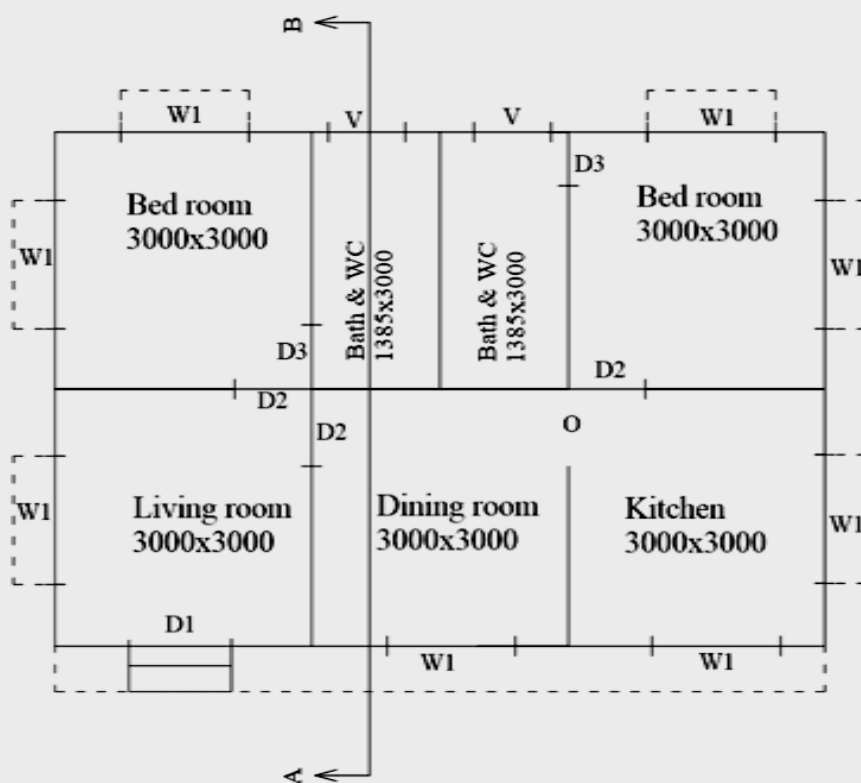 B
W1
V
V
W1
D3
Bed room
3000x3000
Bed room
3000x3000
W1
Bath & WC
1385x3000
Bath & WC
1385x3000
W1
D3
D2
D2
D2
O
W1
Living room
3000x3000
Dining room
3000x3000
Kitchen
3000x3000
W1
D1
W1
W1
A